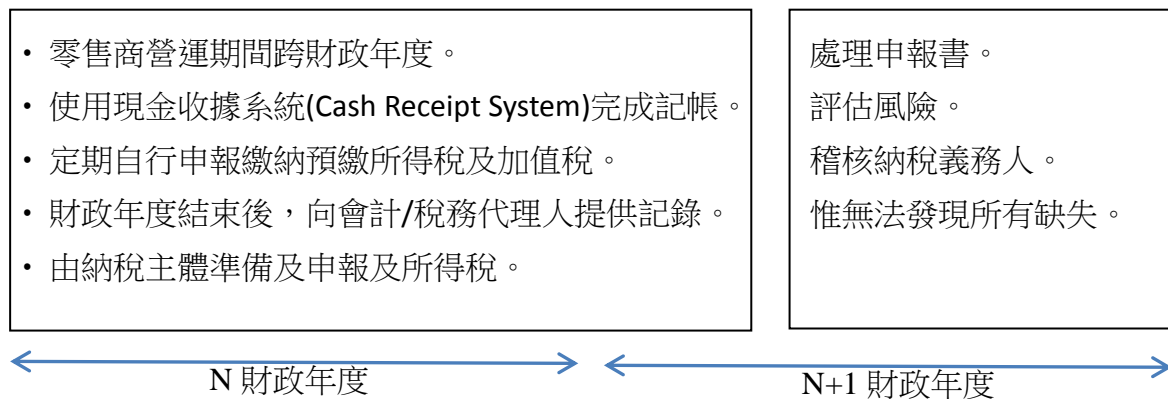 ・零售商營運期間跨財政年度。
・使用現金收據系統(Cash Receipt System)完成記帳。
・定期自行申報繳納預繳所得稅及加值稅。
・財政年度結束後，向會計/稅務代理人提供記錄。
・由納稅主體準備及申報及所得稅。
處理申報書。
評估風險。
稽核納稅義務人。
惟無法發現所有缺失。
N 財政年度
N+1 財政年度